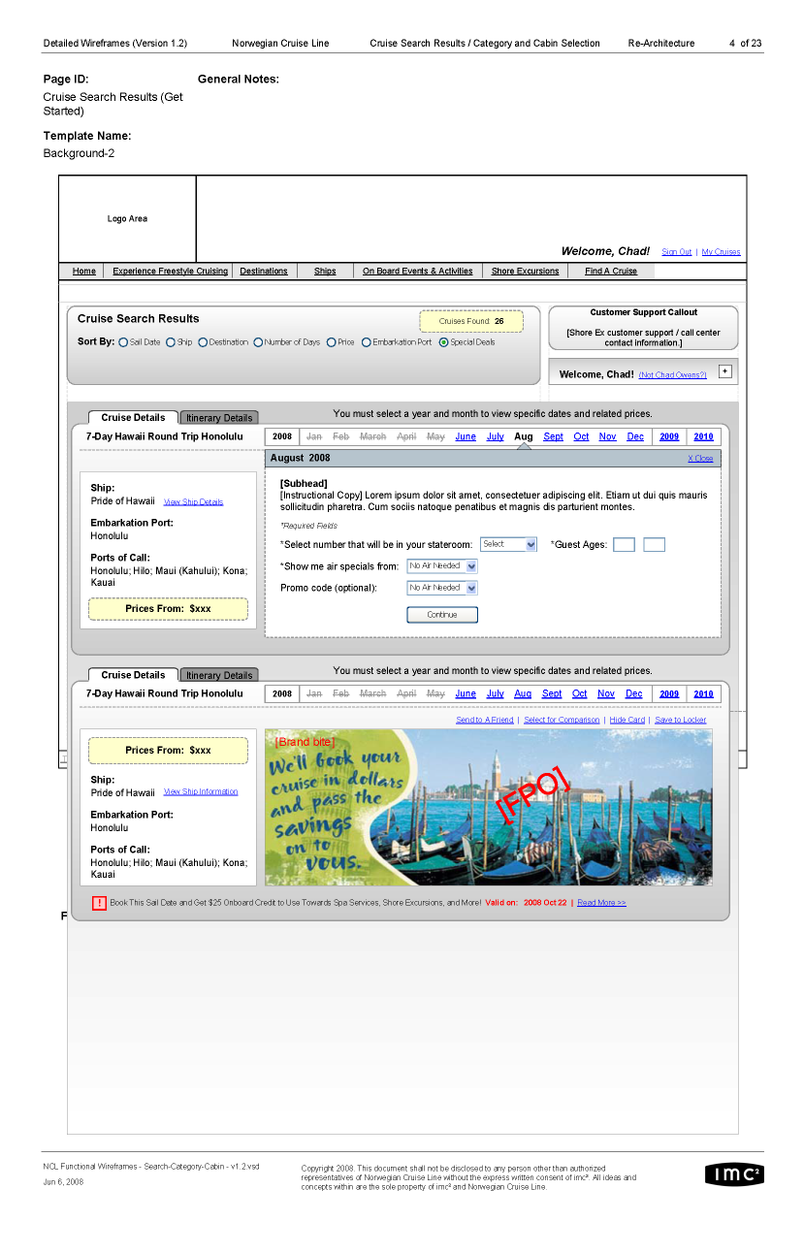 Detailed Wireframes (Version 1.2) Norwegian Cruise Line Cruise Search Results / Category and Cabin Selection Re-Architecture 4 of 23
Page ID: General Notes:
Cruise Search Results (Get
Started)
Template Name:
Background-2
Logo Area
Welcome, Chad! Sign Out | My Cruises
Home Experience Freestyle Cruising Destinations Ships On Board Events & Activities Shore Excursions Find A Cruise
Cruise Search Results
Cruises Found 26
Sort By: Sail Date Ship Destination Number of Days Price Embarkation Port Special Deals
Customer Support Callout
[Shore Ex customer support / call center
contact information.]
Welcome, Chad! (Not Chad Owens?) +
Cruise Details Itinerary Details You must select a year and month to view specific dates and related prices.
7-Day Hawaii Round Trip Honolulu 2008 Jan Feb March April May June July Aug Sept Oct Nov Dec 2009 2010
August 2008 X Close
Ship:
Pride of Hawaii View Ship Details
Embarkation Port:
Honolulu
Ports of Call:
Honolulu; Hilo; Maui (Kahului); Kona;
Kauai
Prices From: $xxx
[Subhead]
[Instructional Copy] Lorem ipsum dolor sit amet, consectetuer adipiscing elit. Etiam ut dui quis mauris
sollicitudin pharetra. Cum sociis natoque penatibus et magnis dis parturient montes.
*Required Fields
*Select number that will be in your stateroom: Select *Guest Ages:
*Show me air specials from: No Air Needed
Promo code (optional): No Air Needed
Continue
Cruise Details Itinerary Details You must select a year and month to view specific dates and related prices.
7-Day Hawaii Round Trip Honolulu 2008 Jan Feb March April May June July Aug Sept Oct Nov Dec 2009 2010
Send to A Friend | Select for Comparison | Hide Card | Save to Locker
Prices From: $xxx
Ship:
Pride of Hawaii View Ship Information
Embarkation Port:
Honolulu
Ports of Call:
Honolulu; Hilo; Maui (Kahului); Kona;
Kauai
[Brand bite]
We'll book your
cruise in dollars
and pass the
savings
on to
you.
[FPO]
! Book This Sail Date and Get $25 Onboard Credit to Use Towards Spa Services, Shore Excursions, and More! Valid on: 2008 Oct 22 | Read More >>
F
NCL Functional Wireframes - Search-Category-Cabin - v1.2.vsd
Jun 6, 2008
Copyright 2008. This document shall not be disclosed to any person other than authorized
representatives of Norwegian Cruise Line without the express written consent of imc². All ideas and
concepts within are the sole property of imc² and Norwegian Cruise Line.
imc²